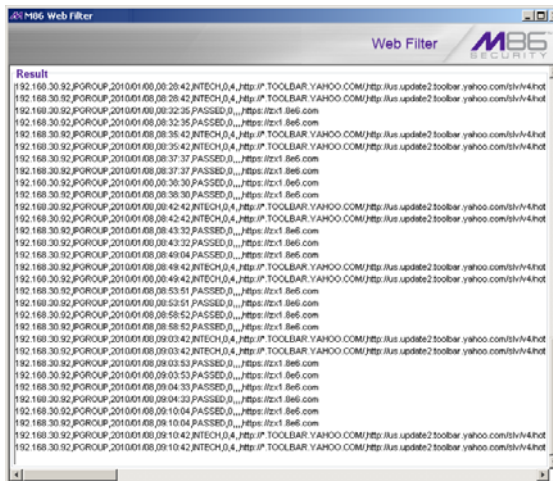 M86 Web Filter
Web Filter
M86
SECURITY
Result
192.168.30.92,IPGROUP,2010/01/08,08:28:42,INTECH,0,4,,http://*.TOOLBAR.YAHOO.COM/,http://us.update2.toolbar.yahoo.com/slv/v4/not
192.168.30.92,IPGROUP,2010/01/08,08:28:42,INTECH,0,4,,http://*.TOOLBAR.YAHOO.COM/,http://us.update2.toolbar.yahoo.com/slv/v4/not
192.168.30.92,IPGROUP,2010/01/08,08:32:35,PASSED,0,,,,https://zx1.8e6.com
192.168.30.92,IPGROUP,2010/01/08,08:32:35,PASSED,0,,,,https://zx1.8e6.com
192.168.30.92,IPGROUP,2010/01/08,08:35:42,INTECH,0,4,,http://*.TOOLBAR.YAHOO.COM/,http://us.update2.toolbar.yahoo.com/slv/v4/not
192.168.30.92,IPGROUP,2010/01/08,08:35:42,INTECH,0,4,,http://*.TOOLBAR.YAHOO.COM/,http://us.update2.toolbar.yahoo.com/slv/v4/not
192.168.30.92,IPGROUP,2010/01/08,08:37:37,PASSED,0,,,,https://zx1.8e6.com
192.168.30.92,IPGROUP,2010/01/08,08:37:37,PASSED,0,,,,https://zx1.8e6.com
192.168.30.92,IPGROUP,2010/01/08,08:38:30,PASSED,0,,,,https://zx1.8e6.com
192.168.30.92,IPGROUP,2010/01/08,08:38:30,PASSED,0,,,,https://zx1.8e6.com
192.168.30.92,IPGROUP,2010/01/08,08:42:42,INTECH,0,4,,http://*.TOOLBAR.YAHOO.COM/,http://us.update2.toolbar.yahoo.com/slv/v4/not
192.168.30.92,IPGROUP,2010/01/08,08:42:42,INTECH,0,4,,http://*.TOOLBAR.YAHOO.COM/,http://us.update2.toolbar.yahoo.com/slv/v4/not
192.168.30.92,IPGROUP,2010/01/08,08:43:32,PASSED,0,,,,https://zx1.8e6.com
192.168.30.92,IPGROUP,2010/01/08,08:43:32,PASSED,0,,,,https://zx1.8e6.com
192.168.30.92,IPGROUP,2010/01/08,08:49:04,PASSED,0,,,,https://zx1.8e6.com
192.168.30.92,IPGROUP,2010/01/08,08:49:42,INTECH,0,4,,http://*.TOOLBAR.YAHOO.COM/,http://us.update2.toolbar.yahoo.com/slv/v4/not
192.168.30.92,IPGROUP,2010/01/08,08:49:42,INTECH,0,4,,http://*.TOOLBAR.YAHOO.COM/,http://us.update2.toolbar.yahoo.com/slv/v4/not
192.168.30.92,IPGROUP,2010/01/08,08:53:51,PASSED,0,,,,https://zx1.8e6.com
192.168.30.92,IPGROUP,2010/01/08,08:53:51,PASSED,0,,,,https://zx1.8e6.com
192.168.30.92,IPGROUP,2010/01/08,08:58:52,PASSED,0,,,,https://zx1.8e6.com
192.168.30.92,IPGROUP,2010/01/08,08:58:52,PASSED,0,,,,https://zx1.8e6.com
192.168.30.92,IPGROUP,2010/01/08,09:03:42,INTECH,0,4,,http://*.TOOLBAR.YAHOO.COM/,http://us.update2.toolbar.yahoo.com/slv/v4/not
192.168.30.92,IPGROUP,2010/01/08,09:03:42,INTECH,0,4,,http://*.TOOLBAR.YAHOO.COM/,http://us.update2.toolbar.yahoo.com/slv/v4/not
192.168.30.92,IPGROUP,2010/01/08,09:03:53,PASSED,0,,,,https://zx1.8e6.com
192.168.30.92,IPGROUP,2010/01/08,09:03:53,PASSED,0,,,,https://zx1.8e6.com
192.168.30.92,IPGROUP,2010/01/08,09:04:33,PASSED,0,,,,https://zx1.8e6.com
192.168.30.92,IPGROUP,2010/01/08,09:04:33,PASSED,0,,,,https://zx1.8e6.com
192.168.30.92,IPGROUP,2010/01/08,09:10:04,PASSED,0,,,,https://zx1.8e6.com
192.168.30.92,IPGROUP,2010/01/08,09:10:04,PASSED,0,,,,https://zx1.8e6.com
192.168.30.92,IPGROUP,2010/01/08,09:10:42,INTECH,0,4,,http://*.TOOLBAR.YAHOO.COM/,http://us.update2.toolbar.yahoo.com/slv/v4/not
192.168.30.92,IPGROUP,2010/01/08,09:10:42,INTECH,0,4,,http://*.TOOLBAR.YAHOO.COM/,http://us.update2.toolbar.yahoo.com/slv/v4/not